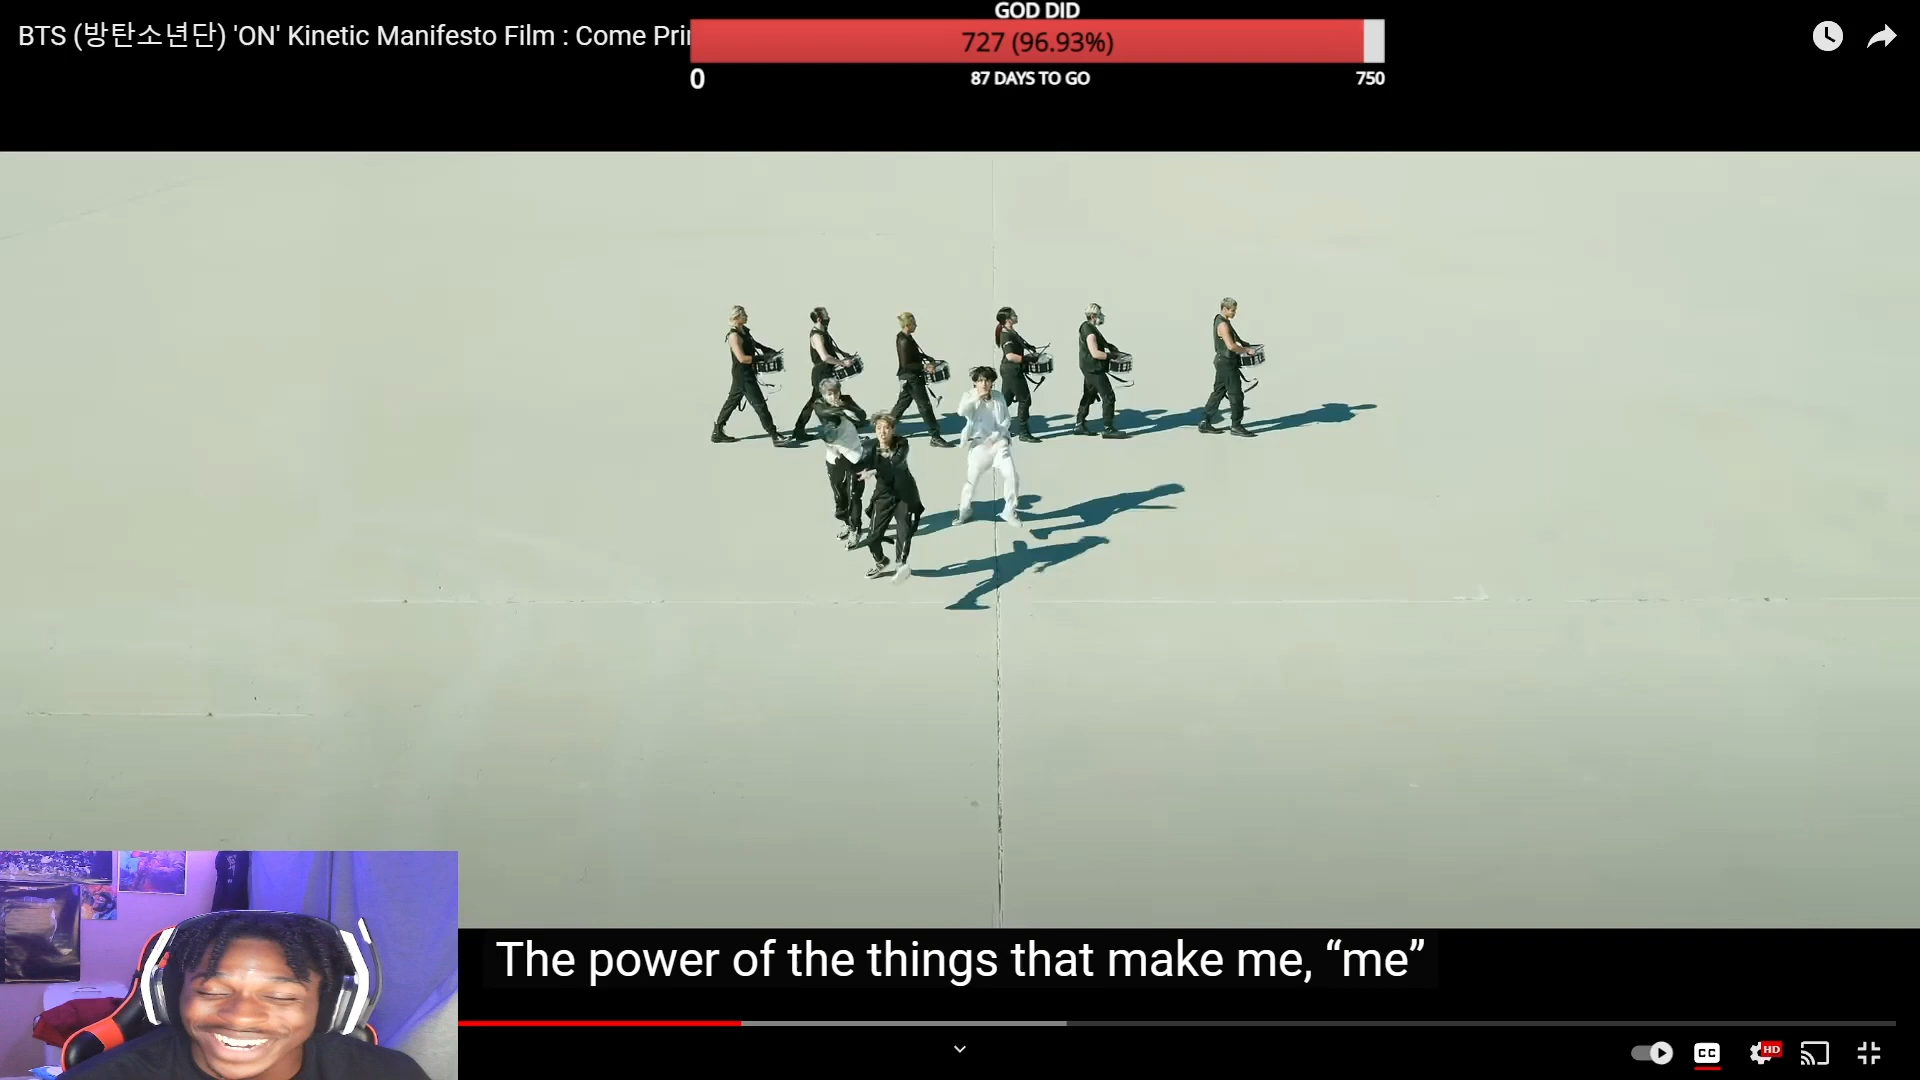 BTS (방탄소년단) 'ON' Kinetic Manifesto Film : Come Pri
GOD DID
727 (96.93%)
0
87 DAYS TO GO
750
The power of the things that make me, “me”
CC
HD